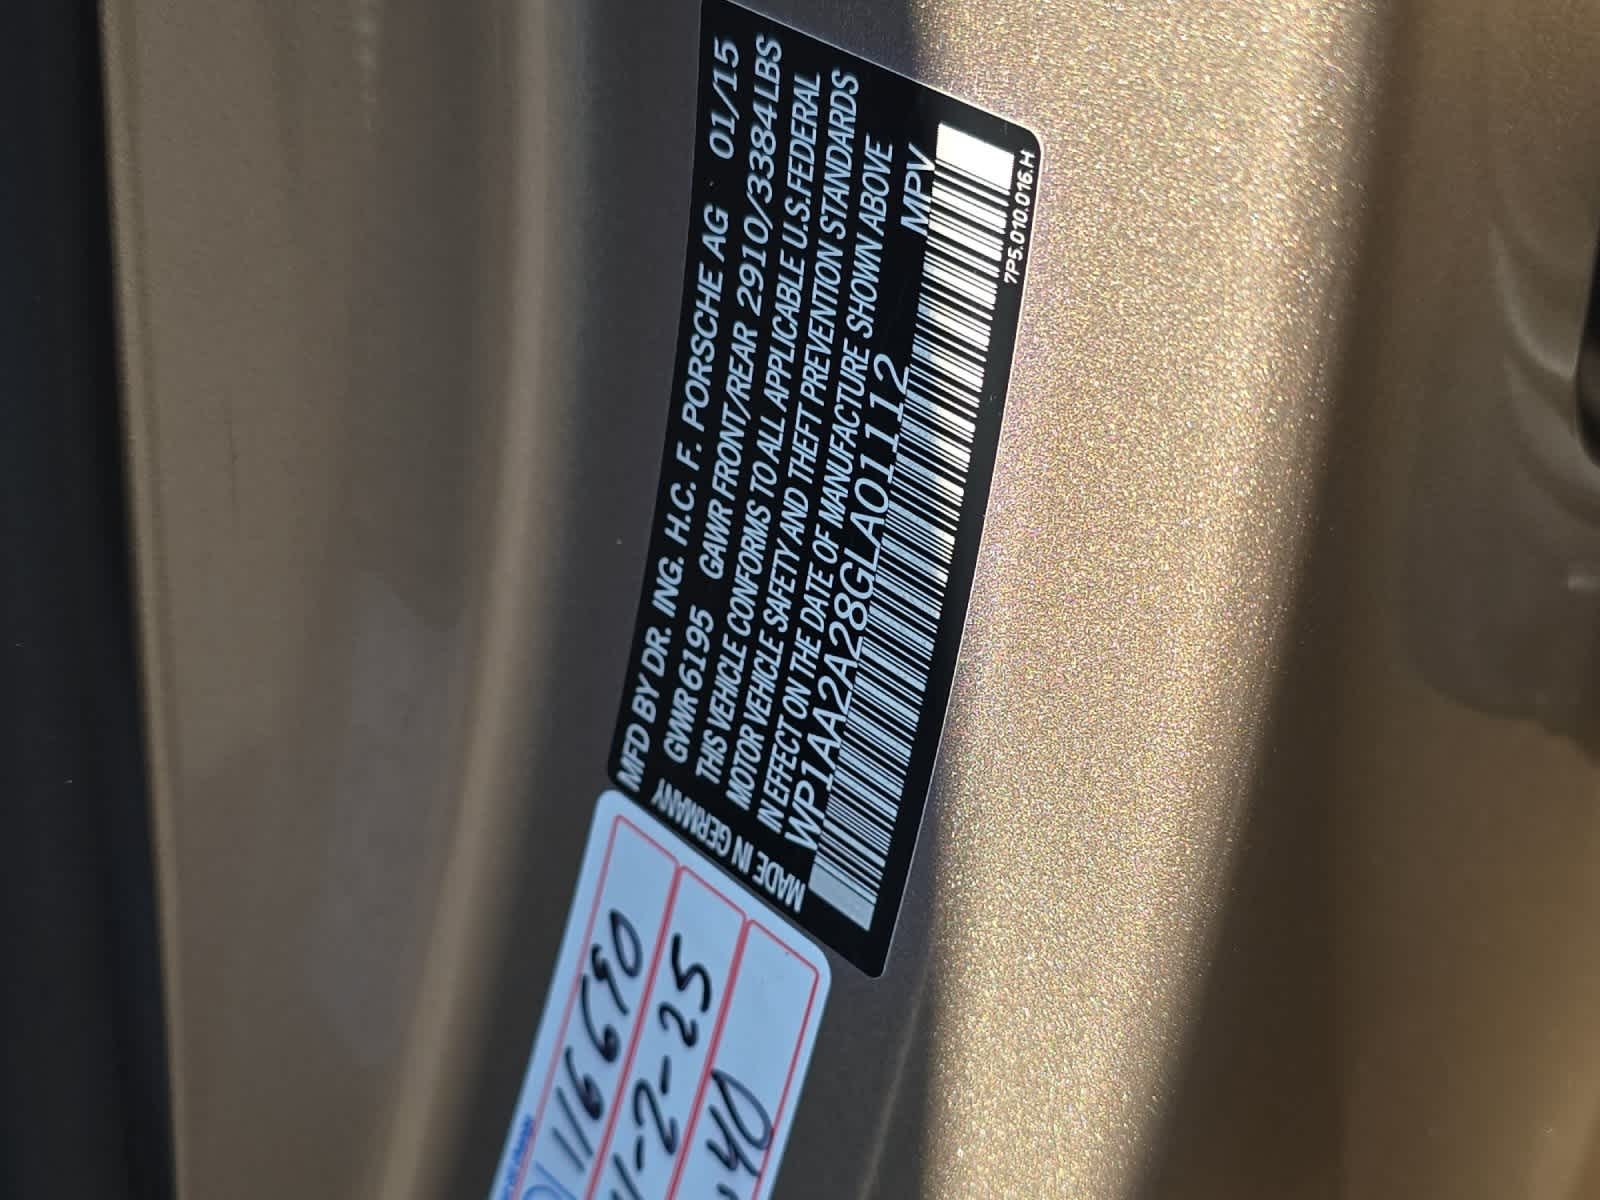 MFD BY DR. ING. H.C. F. PORSCHE AG 01/15
GVWR 6195 GAWR FRONT/REAR 2910/3384 LBS
THIS VEHICLE CONFORMS TO ALL APPLICABLE U.S. FEDERAL
MOTOR VEHICLE SAFETY AND THEFT PREVENTION STANDARDS
IN EFFECT ON THE DATE OF MANUFACTURE SHOWN ABOVE
WP1AA2A28GLA01112 MPV
7P5.010.016.H
MADE IN GERMANY
116690
1-2-25
40